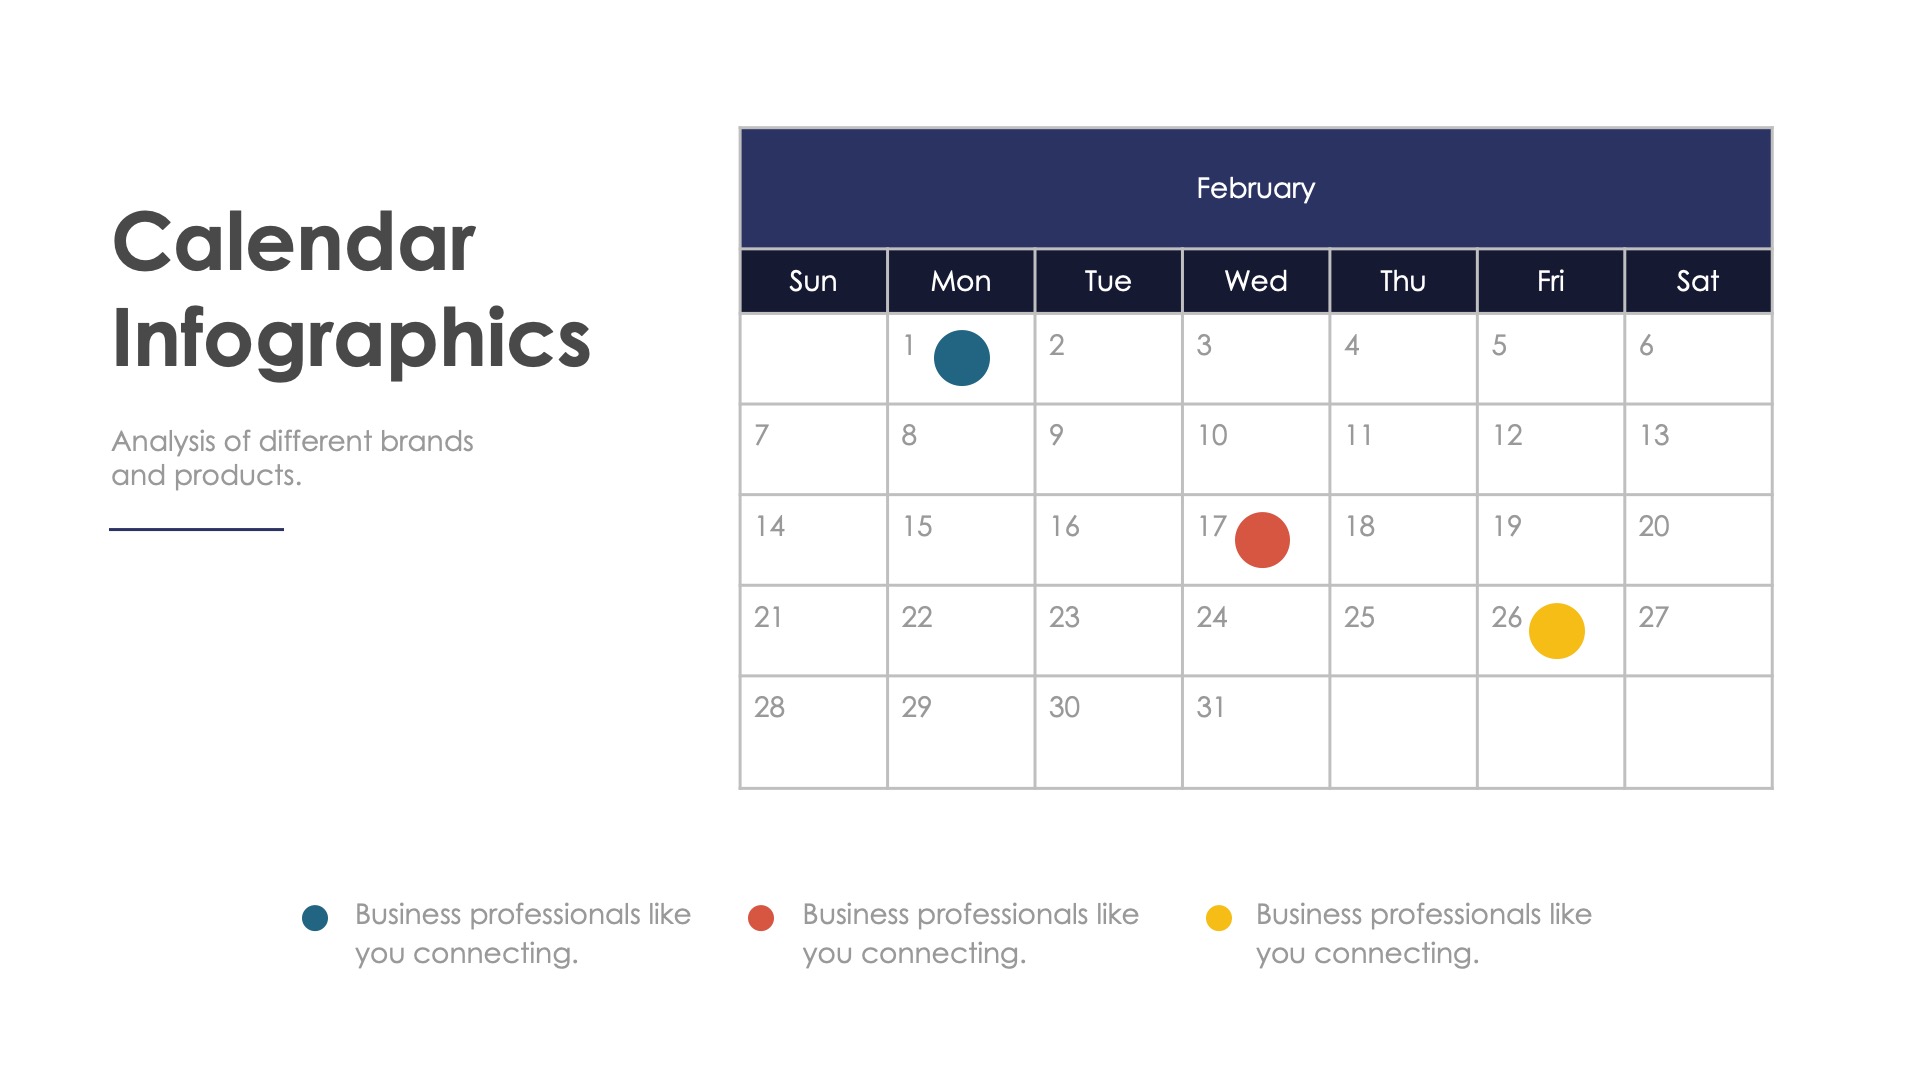 Calendar
Infographics
Analysis of different brands
and products.
February
Sun Mon Tue Wed Thu Fri Sat
1 2 3 4 5 6
7 8 9 10 11 12 13
14 15 16 17 18 19 20
21 22 23 24 25 26 27
28 29 30 31
Business professionals like
you connecting.
Business professionals like
you connecting.
Business professionals like
you connecting.